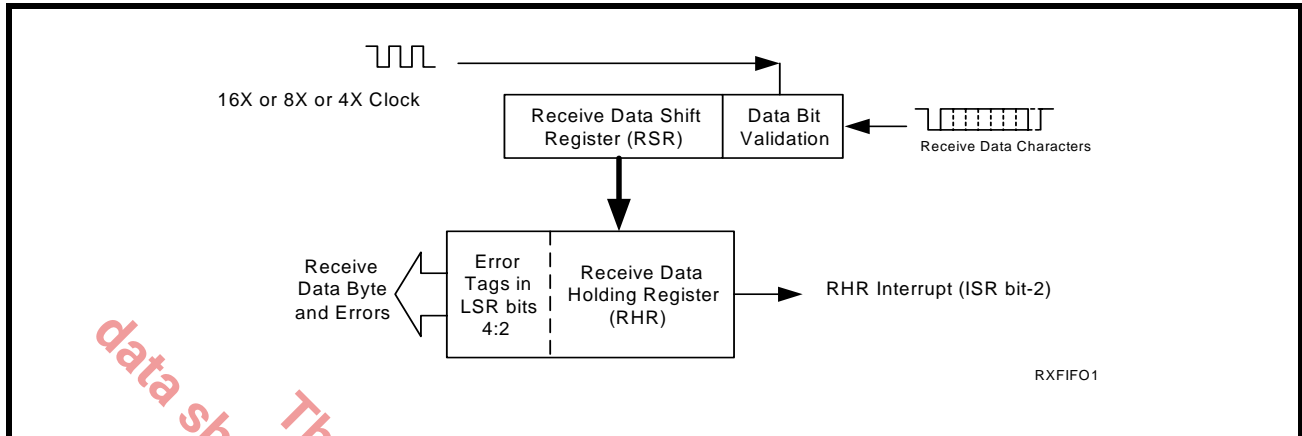 16X or 8X or 4X Clock
Receive Data Shift
Register (RSR)
Data Bit
Validation
Receive Data Characters
Receive
Data Byte
and Errors
Error
Tags in
LSR bits
4:2
Receive Data
Holding Register
(RHR)
RHR Interrupt (ISR bit-2)
RXFIFO1
data sh
Th